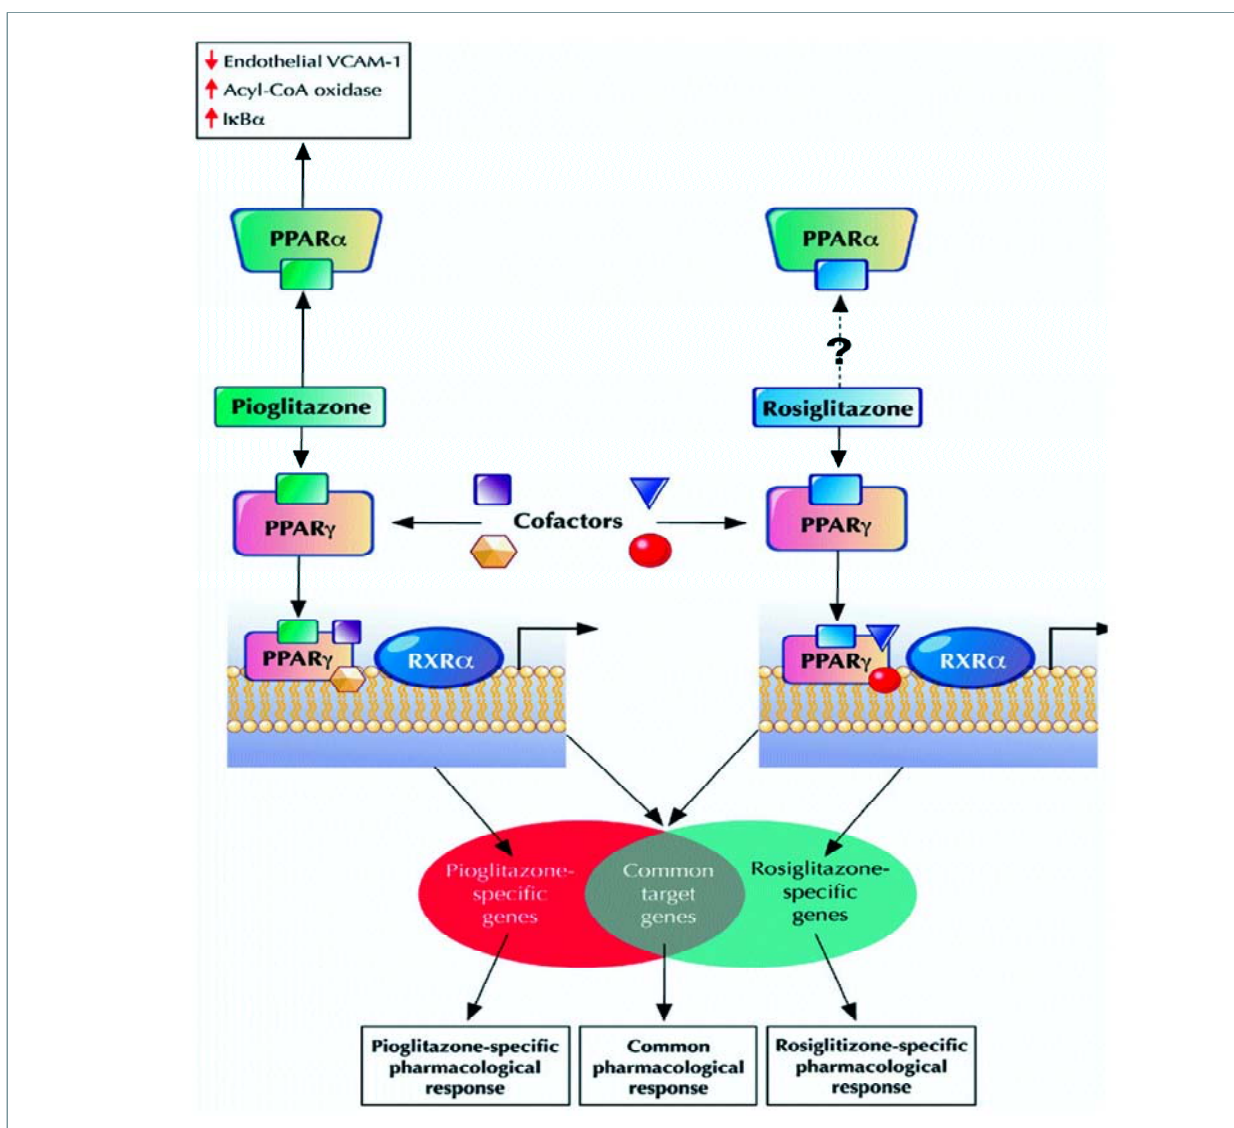 Endothelial VCAM-1
Acyl-CoA oxidase
IκBα
PPARα
PPARα
?
Pioglitazone
Rosiglitazone
PPARγ
Cofactors
PPARγ
PPARγ
RXRα
PPARγ
RXRα
Pioglitazone-
specific
genes
Common
target
genes
Rosiglitazone-
specific
genes
Pioglitazone-specific
pharmacological
response
Common
pharmacological
response
Rosiglitizone-specific
pharmacological
response